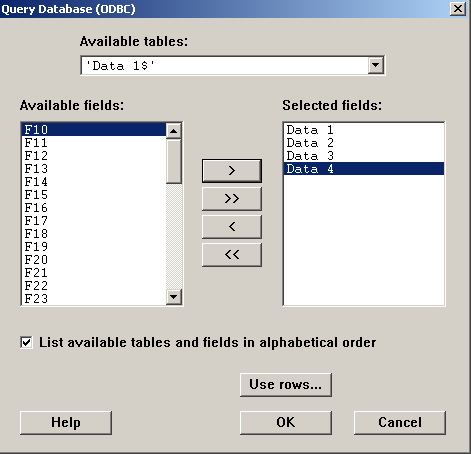 Query Database (ODBC)
Available tables:
'Data 1$'
Available fields:
F10
F11
F12
F13
F14
F15
F16
F17
F18
F19
F20
F21
F22
F23
>
>>
<
<<
Selected fields:
Data 1
Data 2
Data 3
Data 4
List available tables and fields in alphabetical order
Use rows...
Help
OK
Cancel